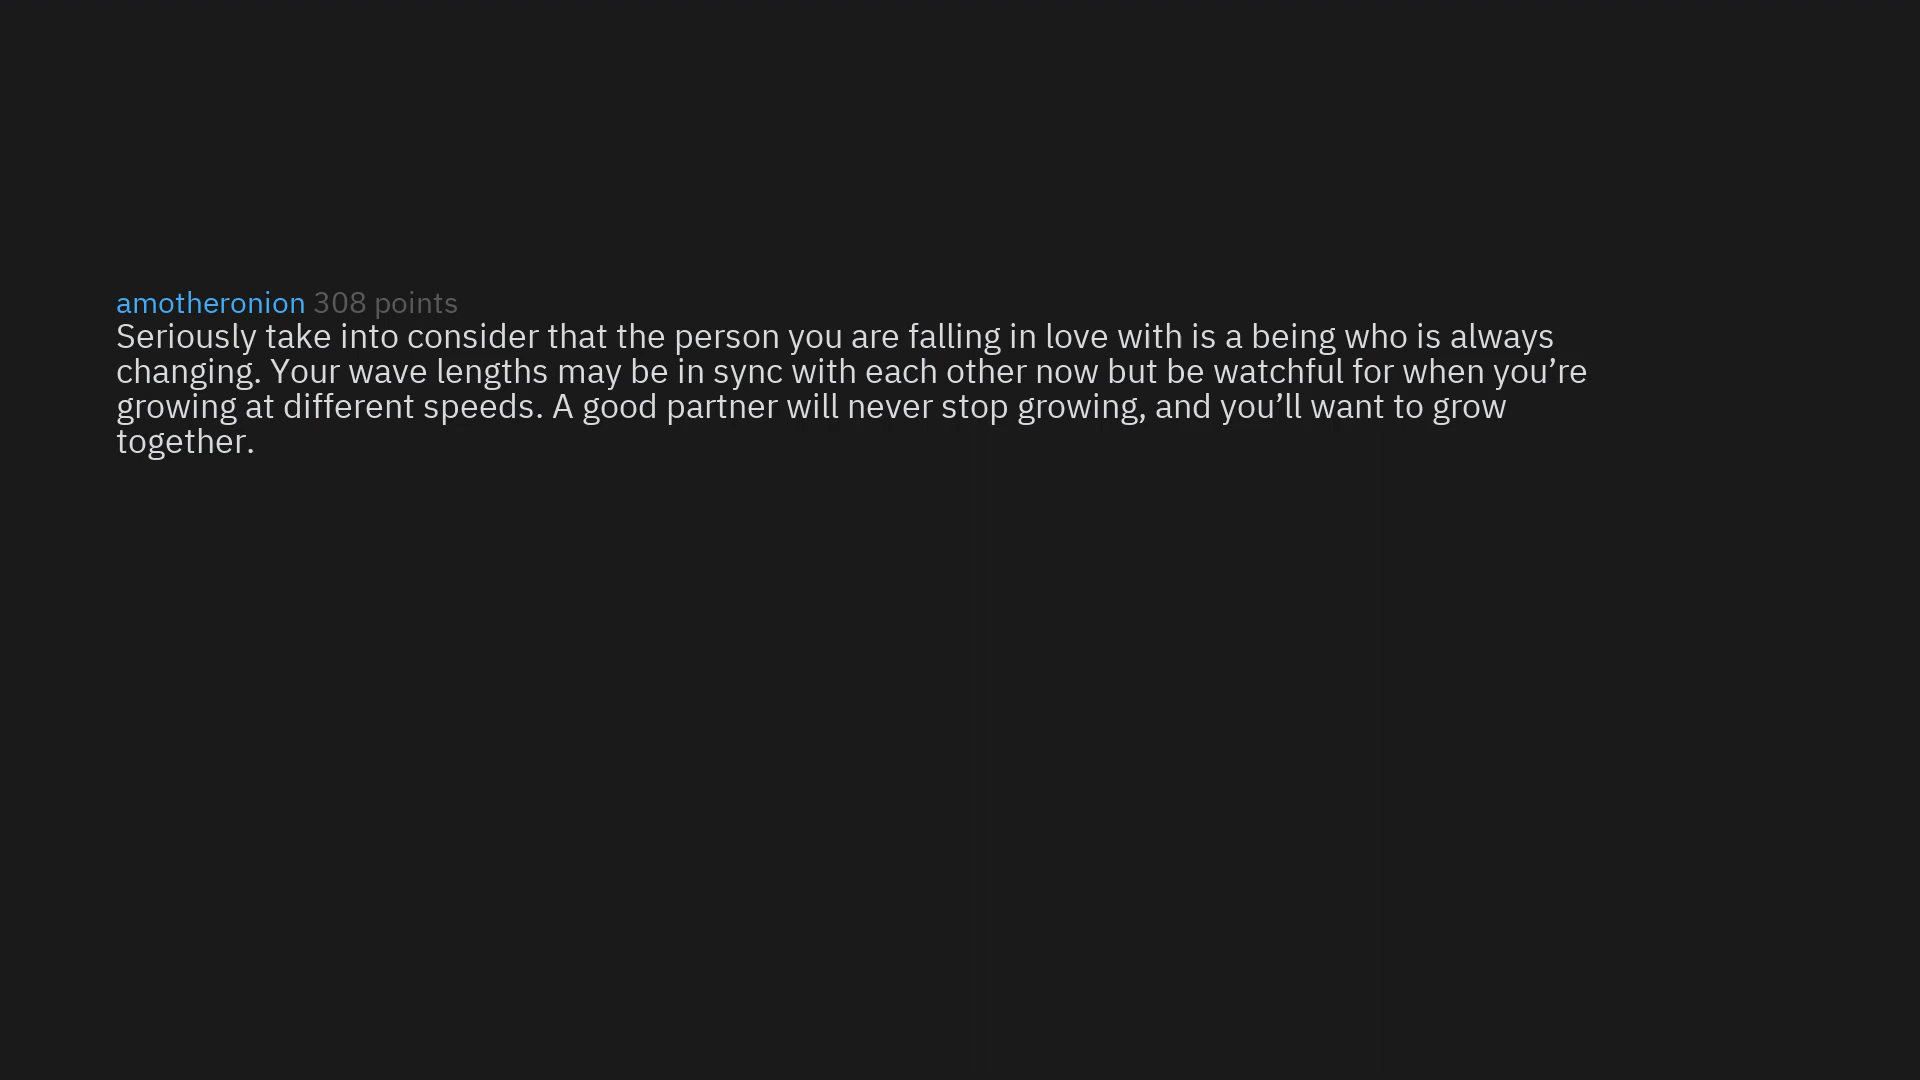 amotheronion 308 points
Seriously take into consider that the person you are falling in love with is a being who is always
changing. Your wave lengths may be in sync with each other now but be watchful for when you’re
growing at different speeds. A good partner will never stop growing, and you’ll want to grow
together.